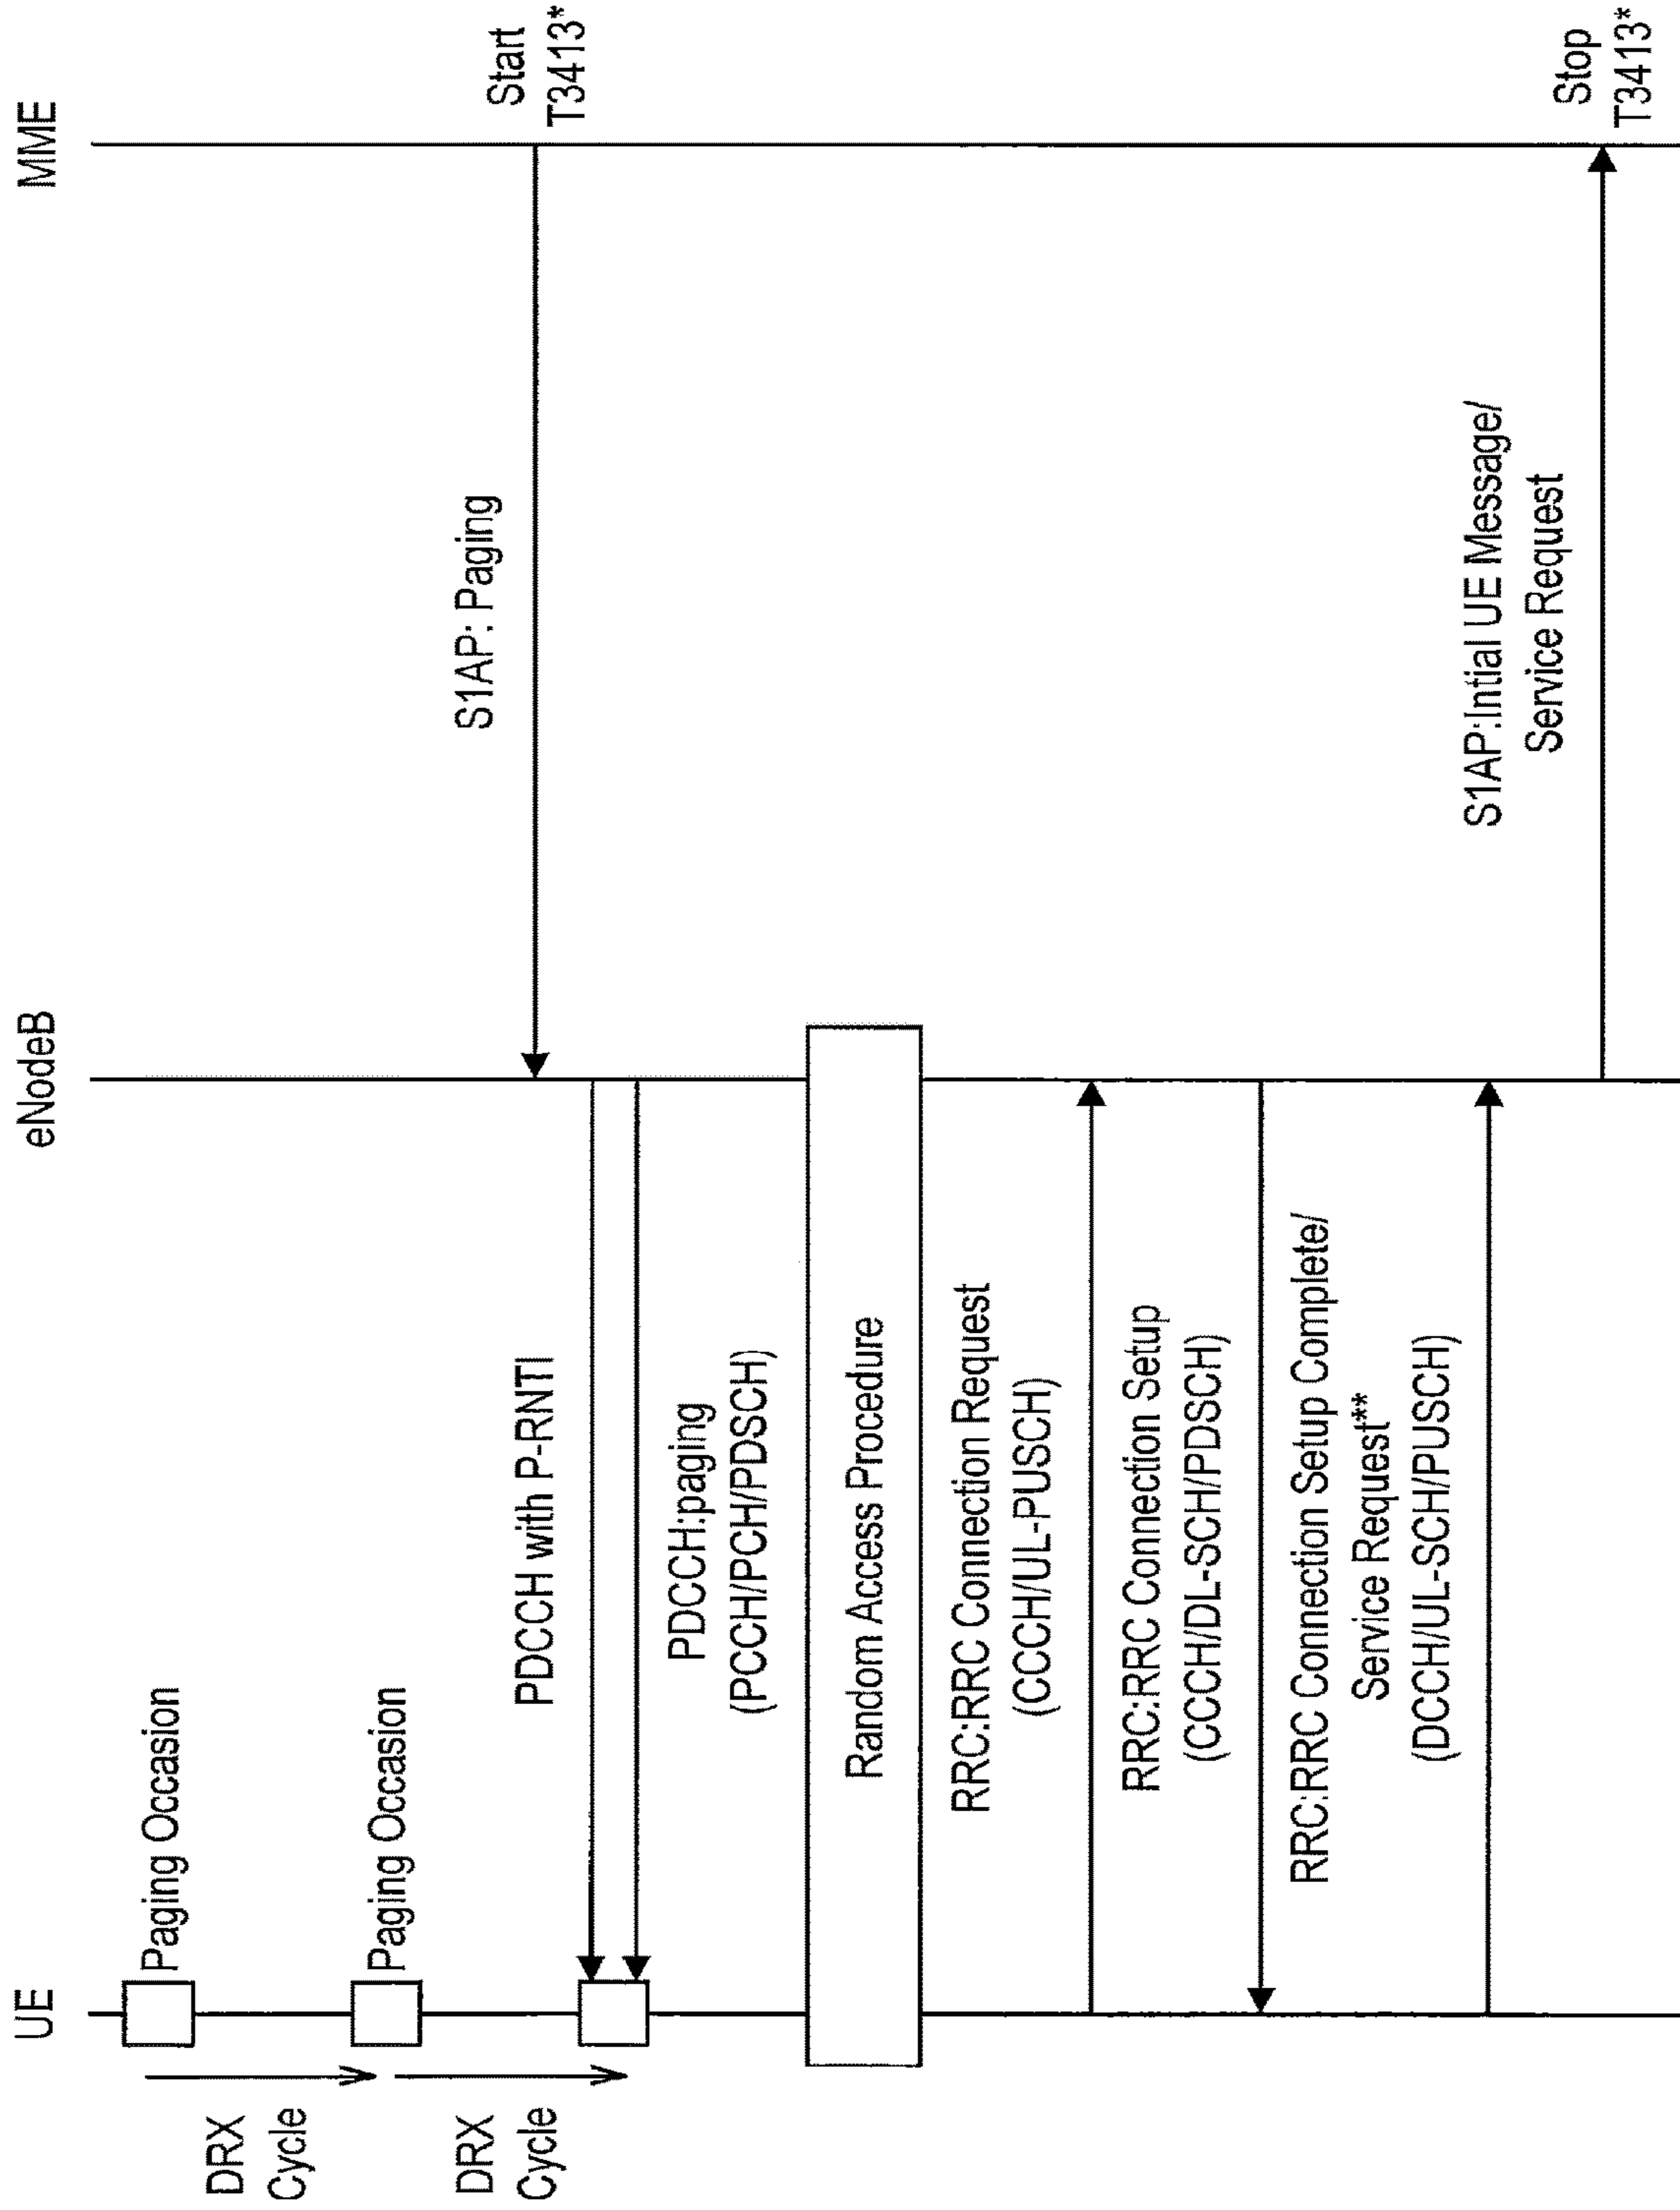 UE
eNodeB
MME
Paging Occasion
DRX
Cycle
Paging Occasion
DRX
Cycle
S1AP: Paging
Start
T3413*
PDCCH with P-RNTI
PDCCH:paging
(PCCH/PCH/PDSCH)
Random Access Procedure
RRC:RRC Connection Request
(CCCH/UL-PUSCH)
RRC:RRC Connection Setup
(CCCH/DL-SCH/PDSCH)
RRC:RRC Connection Setup Complete/
Service Request**
(DCCH/UL-SCH/PUSCH)
S1AP:Intial UE Message/
Service Request
Stop
T3413*